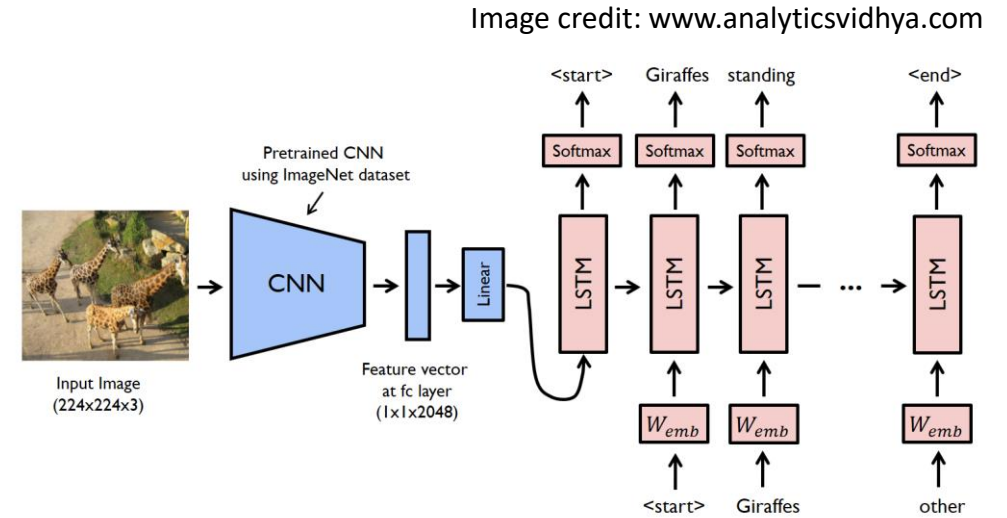 Image credit: www.analyticsvidhya.com
<start> Giraffes standing <end>
Softmax Softmax Softmax Softmax
Pretrained CNN
using ImageNet dataset
CNN
Linear
LSTM LSTM LSTM ... LSTM
Input Image
(224x224x3)
Feature vector
at fc layer
(1x1x2048)
W_emb W_emb W_emb
<start> Giraffes other